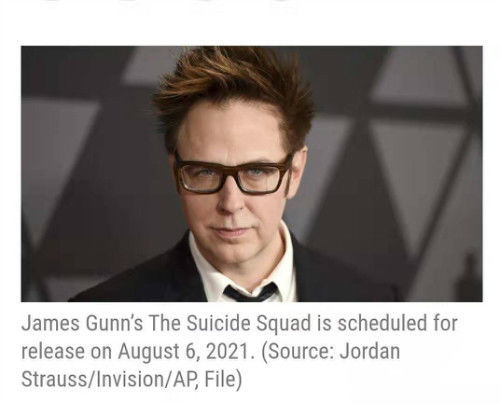 James Gunn's The Suicide Squad is scheduled for
release on August 6, 2021. (Source: Jordan
Strauss/Invision/AP, File)